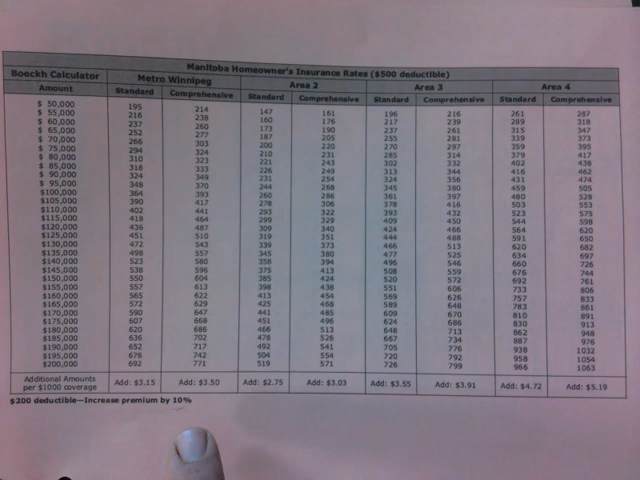 Manitoba Homeowner's Insurance Rates ($500 deductible)
Boeckh Calculator Metro Winnipeg Area 2 Area 3 Area 4
Amount Standard Comprehensive Standard Comprehensive Standard Comprehensive Standard Comprehensive
$ 50,000 195 214 147 161 196 216 261 287
$ 55,000 216 238 160 176 217 239 289 318
$ 60,000 237 260 173 190 237 261 315 347
$ 65,000 252 277 187 205 255 281 339 373
$ 70,000 266 303 200 220 270 297 359 395
$ 75,000 294 324 210 231 285 314 379 417
$ 80,000 310 323 221 243 302 332 402 438
$ 85,000 318 333 226 249 313 344 416 462
$ 90,000 324 349 231 254 324 356 431 474
$ 95,000 348 370 244 268 345 380 459 505
$100,000 364 393 260 286 361 397 480 528
$105,000 390 417 278 306 378 416 503 553
$110,000 402 441 293 322 393 432 523 575
$115,000 418 464 299 329 409 450 544 598
$120,000 436 487 309 340 424 466 564 620
$125,000 451 510 319 351 444 488 591 650
$130,000 472 543 339 373 466 513 620 682
$135,000 498 557 345 380 477 525 634 697
$140,000 523 580 358 394 496 546 660 726
$145,000 538 596 375 413 508 559 676 744
$150,000 550 604 385 424 520 572 692 761
$155,000 557 613 398 438 551 606 733 806
$160,000 565 622 413 454 569 626 757 833
$165,000 572 629 425 468 589 648 783 861
$170,000 590 647 441 485 609 670 810 891
$175,000 607 668 451 496 624 686 830 913
$180,000 620 686 466 513 648 713 862 948
$185,000 636 702 478 526 667 734 887 976
$190,000 652 717 492 541 705 776 938 1032
$195,000 678 742 504 554 720 792 958 1054
$200,000 692 771 519 571 726 799 966 1063
Additional Amounts
per $1000 coverage Add: $3.15 Add: $3.50 Add: $2.75 Add: $3.03 Add: $3.55 Add: $3.91 Add: $4.72 Add: $5.19
$200 deductible—Increase premium by 10%